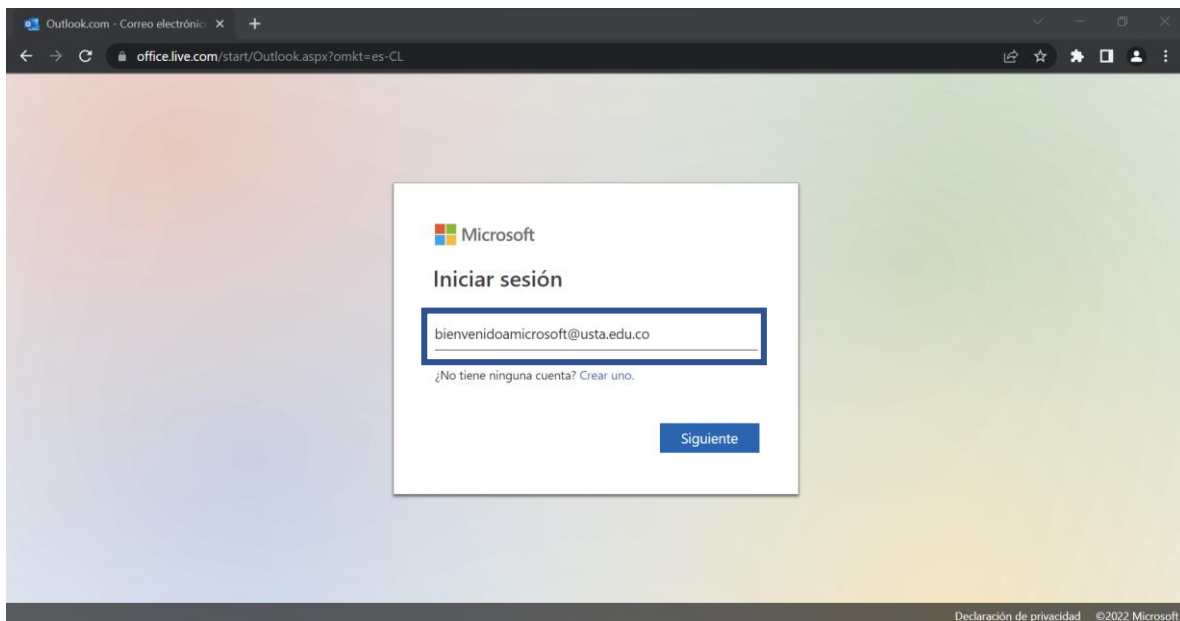 Outlook.com - Correo electrónic
office.live.com/start/Outlook.aspx?omkt=es-CL
Microsoft
Iniciar sesión
bienvenidoamicrosoft@usta.edu.co
¿No tiene ninguna cuenta? Crear uno.
Siguiente
Declaración de privacidad ©2022 Microsoft